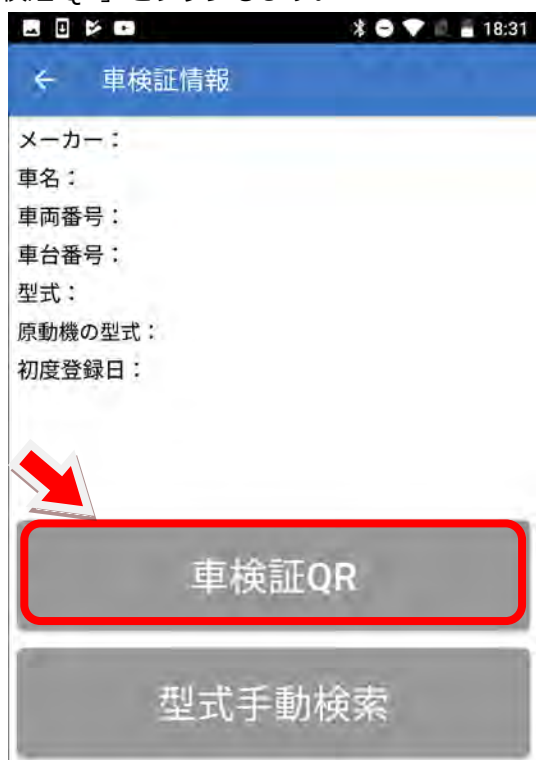 18:31
車検証情報
メーカー：
車名：
車両番号：
車台番号：
型式：
原動機の型式：
初度登録日：
車検証QR
型式手動検索